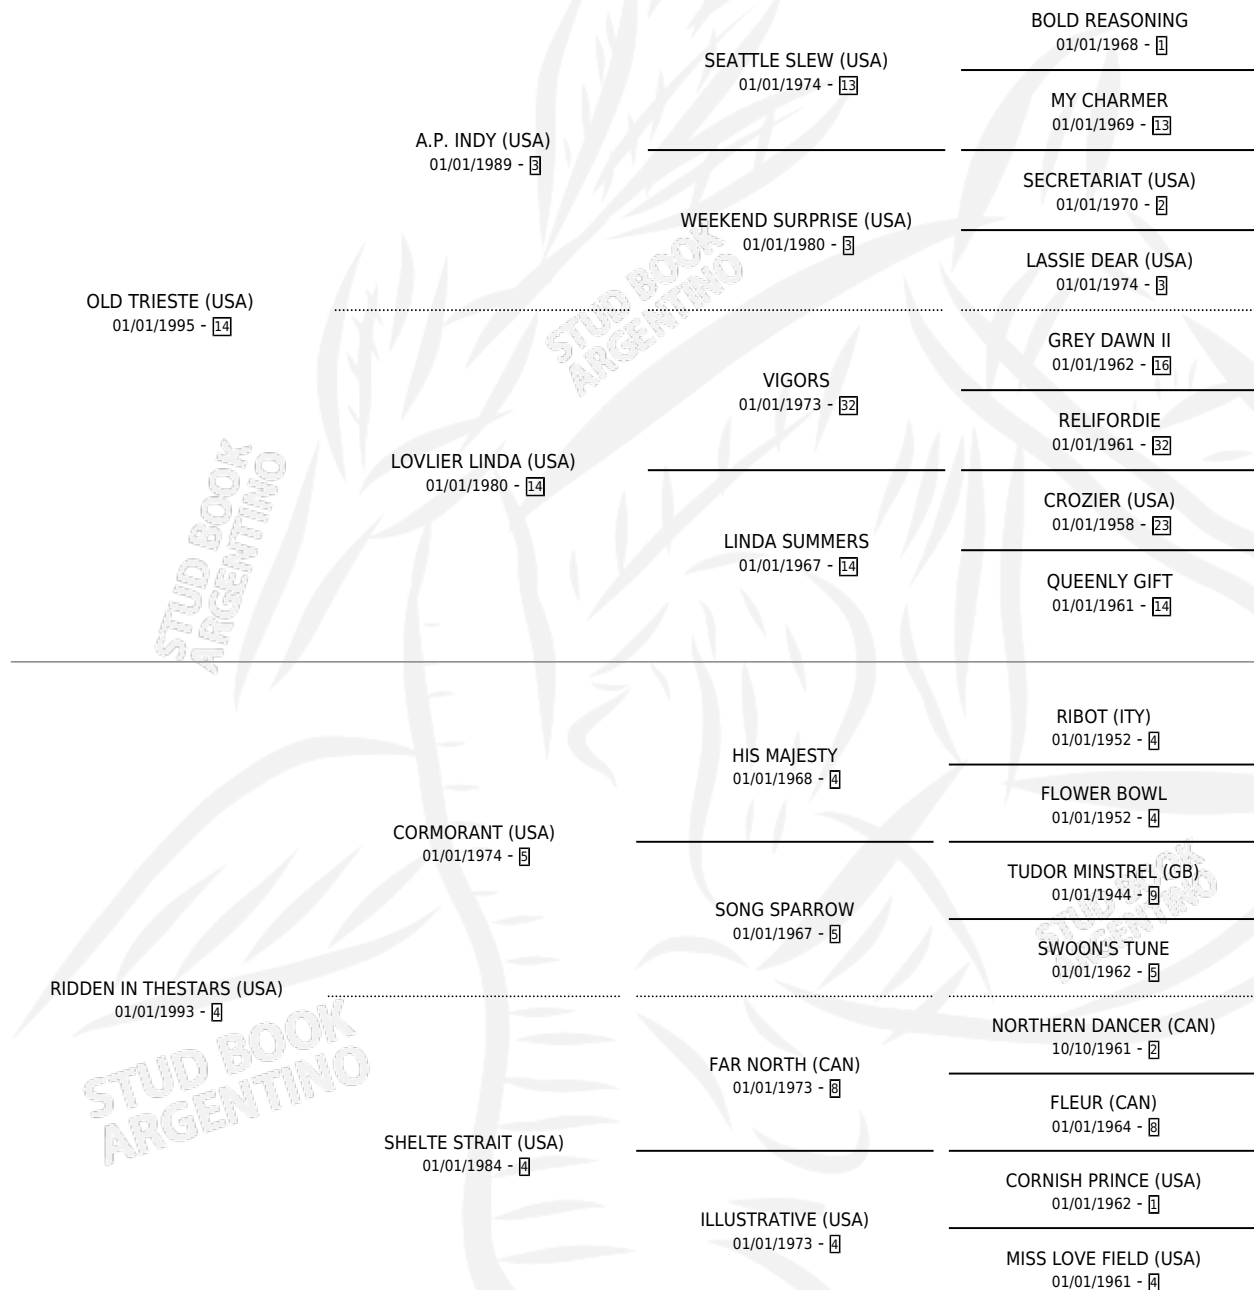 BOLD REASONING
01/01/1968 - 1
SEATTLE SLEW (USA)
01/01/1974 - 13
MY CHARMER
01/01/1969 - 13
A.P. INDY (USA)
01/01/1989 - 3
SECRETARIAT (USA)
01/01/1970 - 2
WEEKEND SURPRISE (USA)
01/01/1980 - 3
LASSIE DEAR (USA)
01/01/1974 - 3
OLD TRIESTE (USA)
01/01/1995 - 14
GREY DAWN II
01/01/1962 - 16
VIGORS
01/01/1973 - 32
RELIFORDIE
01/01/1961 - 32
LOVLIER LINDA (USA)
01/01/1980 - 14
CROZIER (USA)
01/01/1958 - 23
LINDA SUMMERS
01/01/1967 - 14
QUEENLY GIFT
01/01/1961 - 14
RIBOT (ITY)
01/01/1952 - 4
HIS MAJESTY
01/01/1968 - 4
FLOWER BOWL
01/01/1952 - 4
CORMORANT (USA)
01/01/1974 - 5
TUDOR MINSTREL (GB)
01/01/1944 - 9
SONG SPARROW
01/01/1967 - 5
SWOON'S TUNE
01/01/1962 - 5
RIDDEN IN THESTARS (USA)
01/01/1993 - 4
NORTHERN DANCER (CAN)
10/10/1961 - 2
FAR NORTH (CAN)
01/01/1973 - 8
FLEUR (CAN)
01/01/1964 - 8
SHELTE STRAIT (USA)
01/01/1984 - 4
CORNISH PRINCE (USA)
01/01/1962 - 1
ILLUSTRATIVE (USA)
01/01/1973 - 4
MISS LOVE FIELD (USA)
01/01/1961 - 4
STUD BOOK
ARGENTINO
STUD BOOK
ARGENTINO
STUD BOOK
ARGENTINO
STUD BOOK
ARGENTINO